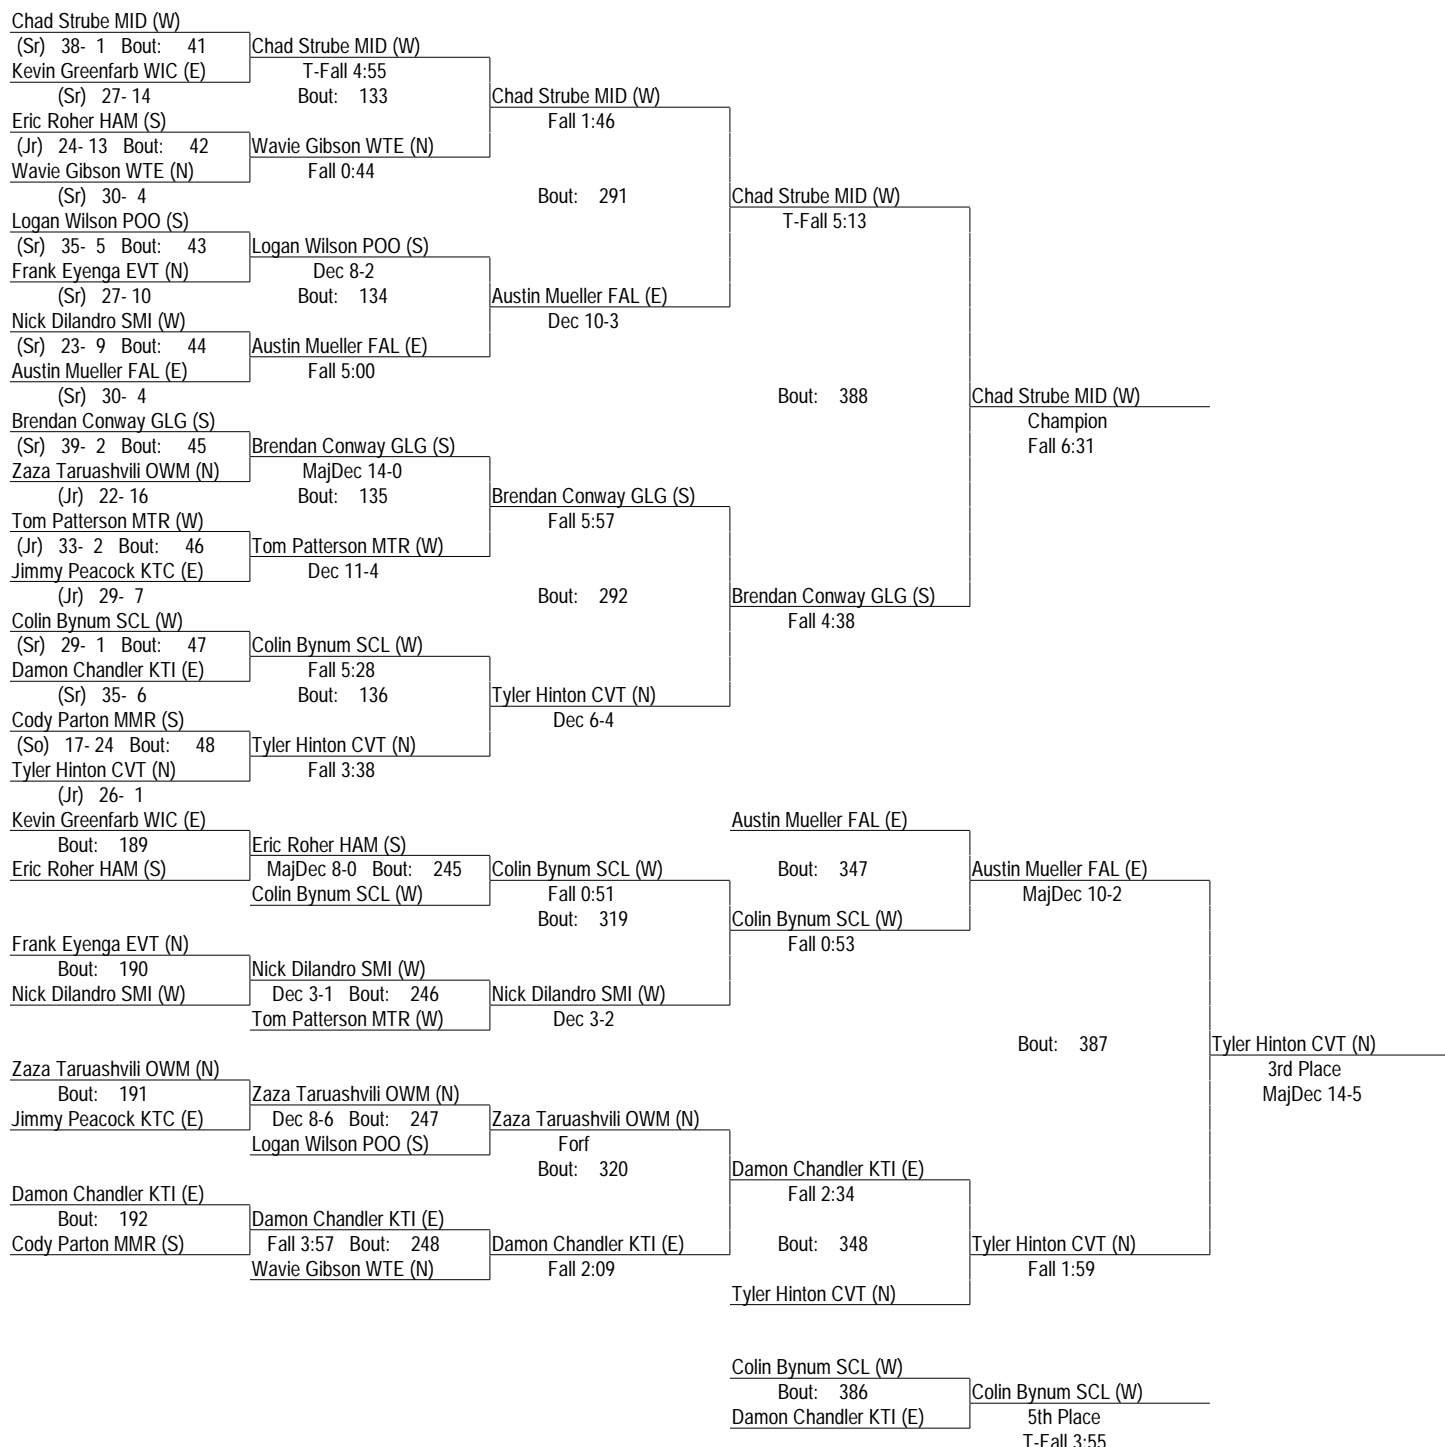 Chad Strube MID (W)
(Sr) 38- 1 Bout: 41 Chad Strube MID (W)
Kevin Greenfarb WIC (E) T-Fall 4:55
(Sr) 27- 14 Bout: 133 Chad Strube MID (W)
Eric Roher HAM (S) Fall 1:46
(Jr) 24- 13 Bout: 42 Wavie Gibson WTE (N)
Wavie Gibson WTE (N) Fall 0:44
(Sr) 30- 4 Bout: 291 Chad Strube MID (W)
Logan Wilson POO (S) T-Fall 5:13
(Sr) 35- 5 Bout: 43 Logan Wilson POO (S)
Frank Eyenga EVT (N) Dec 8-2
(Sr) 27- 10 Bout: 134 Austin Mueller FAL (E)
Nick Dilandro SMI (W) Dec 10-3
(Sr) 23- 9 Bout: 44 Austin Mueller FAL (E)
Austin Mueller FAL (E) Fall 5:00
(Sr) 30- 4 Bout: 388 Chad Strube MID (W)
Brendan Conway GLG (S) Champion
(Sr) 39- 2 Bout: 45 Brendan Conway GLG (S) Fall 6:31
Zaza Taruashvili OWM (N) MajDec 14-0
(Jr) 22- 16 Bout: 135 Brendan Conway GLG (S)
Tom Patterson MTR (W) Fall 5:57
(Jr) 33- 2 Bout: 46 Tom Patterson MTR (W)
Jimmy Peacock KTC (E) Dec 11-4
(Jr) 29- 7 Bout: 292 Brendan Conway GLG (S)
Colin Bynum SCL (W) Fall 4:38
(Sr) 29- 1 Bout: 47 Colin Bynum SCL (W)
Damon Chandler KTI (E) Fall 5:28
(Sr) 35- 6 Bout: 136 Tyler Hinton CVT (N)
Cody Parton MMR (S) Dec 6-4
(So) 17- 24 Bout: 48 Tyler Hinton CVT (N)
Tyler Hinton CVT (N) Fall 3:38
(Jr) 26- 1
Kevin Greenfarb WIC (E) Austin Mueller FAL (E)
Bout: 189 Eric Roher HAM (S)
Eric Roher HAM (S) MajDec 8-0 Bout: 245 Colin Bynum SCL (W) Bout: 347 Austin Mueller FAL (E)
Colin Bynum SCL (W) Fall 0:51 MajDec 10-2
Bout: 319 Colin Bynum SCL (W)
Frank Eyenga EVT (N) Fall 0:53
Bout: 190 Nick Dilandro SMI (W)
Nick Dilandro SMI (W) Dec 3-1 Bout: 246 Nick Dilandro SMI (W)
Tom Patterson MTR (W) Dec 3-2
Bout: 387 Tyler Hinton CVT (N)
Zaza Taruashvili OWM (N) 3rd Place
Bout: 191 Zaza Taruashvili OWM (N) MajDec 14-5
Jimmy Peacock KTC (E) Dec 8-6 Bout: 247 Zaza Taruashvili OWM (N)
Logan Wilson POO (S) Forf
Bout: 320 Damon Chandler KTI (E)
Damon Chandler KTI (E) Fall 2:34
Bout: 192 Damon Chandler KTI (E)
Cody Parton MMR (S) Fall 3:57 Bout: 248 Damon Chandler KTI (E) Bout: 348 Tyler Hinton CVT (N)
Wavie Gibson WTE (N) Fall 2:09 Fall 1:59
Tyler Hinton CVT (N)
Colin Bynum SCL (W)
Bout: 386 Colin Bynum SCL (W)
Damon Chandler KTI (E) 5th Place
T-Fall 3:55